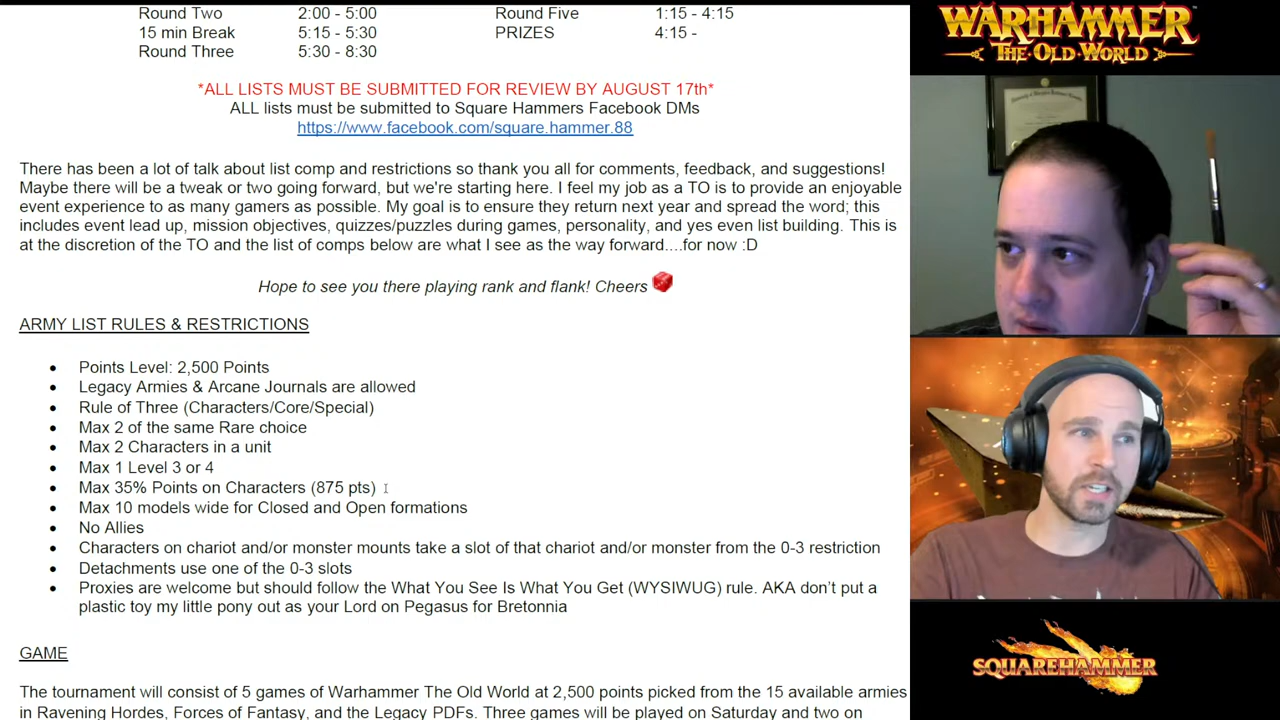 Round Two 2:00 - 5:00 Round Five 1:15 - 4:15
15 min Break 5:15 - 5:30 PRIZES 4:15 -
Round Three 5:30 - 8:30
*ALL LISTS MUST BE SUBMITTED FOR REVIEW BY AUGUST 17th*
ALL lists must be submitted to Square Hammers Facebook DMs
https://www.facebook.com/square.hammer.88
There has been a lot of talk about list comp and restrictions so thank you all for comments, feedback, and suggestions!
Maybe there will be a tweak or two going forward, but we're starting here. I feel my job as a TO is to provide an enjoyable
event experience to as many gamers as possible. My goal is to ensure they return next year and spread the word; this
includes event lead up, mission objectives, quizzes/puzzles during games, personality, and yes even list building. This is
at the discretion of the TO and the list of comps below are what I see as the way forward....for now :D
Hope to see you there playing rank and flank! Cheers
ARMY LIST RULES & RESTRICTIONS
• Points Level: 2,500 Points
• Legacy Armies & Arcane Journals are allowed
• Rule of Three (Characters/Core/Special)
• Max 2 of the same Rare choice
• Max 2 Characters in a unit
• Max 1 Level 3 or 4
• Max 35% Points on Characters (875 pts)
• Max 10 models wide for Closed and Open formations
• No Allies
• Characters on chariot and/or monster mounts take a slot of that chariot and/or monster from the 0-3 restriction
• Detachments use one of the 0-3 slots
• Proxies are welcome but should follow the What You See Is What You Get (WYSIWUG) rule. AKA don't put a
plastic toy my little pony out as your Lord on Pegasus for Bretonnia
GAME
The tournament will consist of 5 games of Warhammer The Old World at 2,500 points picked from the 15 available armies
in Ravening Hordes, Forces of Fantasy, and the Legacy PDFs. Three games will be played on Saturday and two on
WARHAMMER
THE OLD WORLD
SQUAREHAMMER